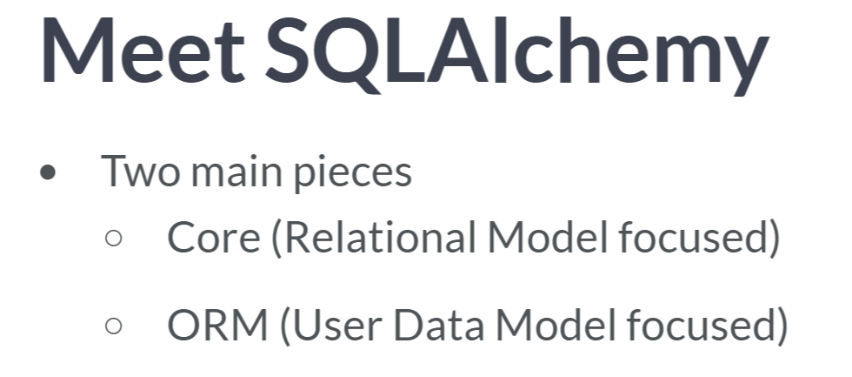 Meet SQLAlchemy
• Two main pieces
○ Core (Relational Model focused)
○ ORM (User Data Model focused)